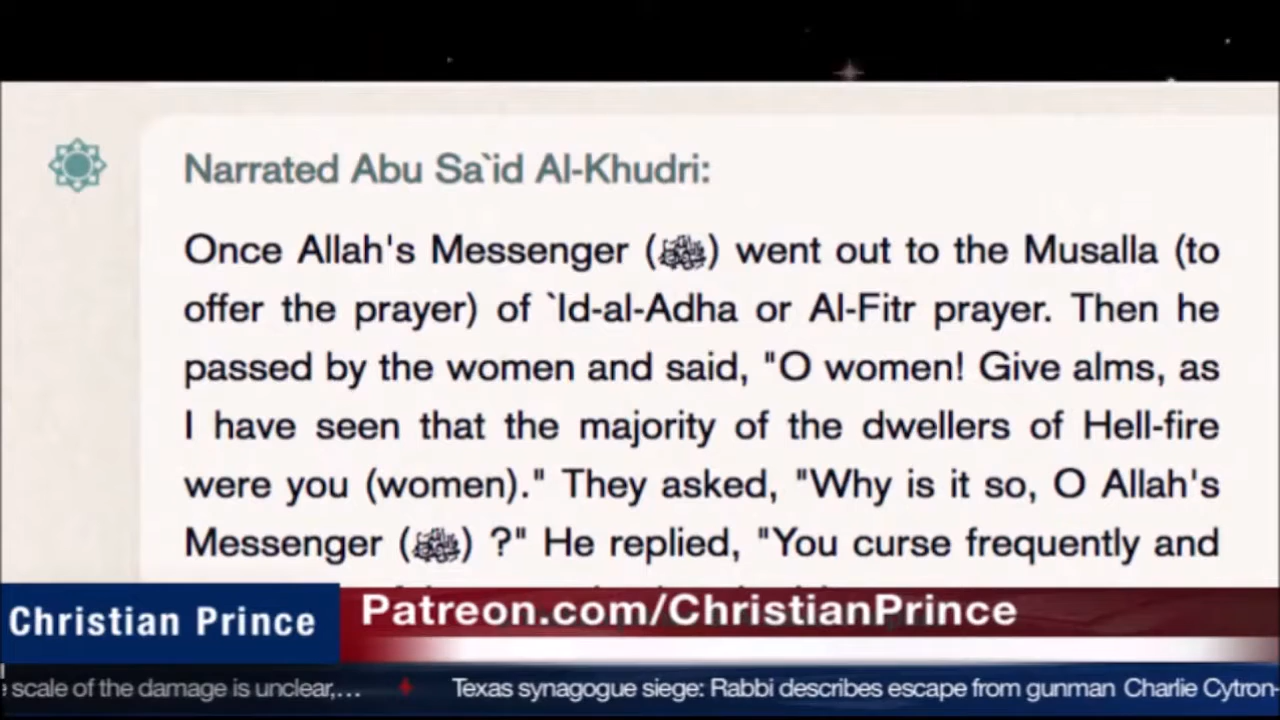 Narrated Abu Sa`id Al-Khudri:
Once Allah's Messenger (ﷺ) went out to the Musalla (to
offer the prayer) of `Id-al-Adha or Al-Fitr prayer. Then he
passed by the women and said, "O women! Give alms, as
I have seen that the majority of the dwellers of Hell-fire
were you (women)." They asked, "Why is it so, O Allah's
Messenger (ﷺ) ?" He replied, "You curse frequently and
Christian Prince
Patreon.com/ChristianPrince
scale of the damage is unclear,... Texas synagogue siege: Rabbi describes escape from gunman Charlie Cytron-